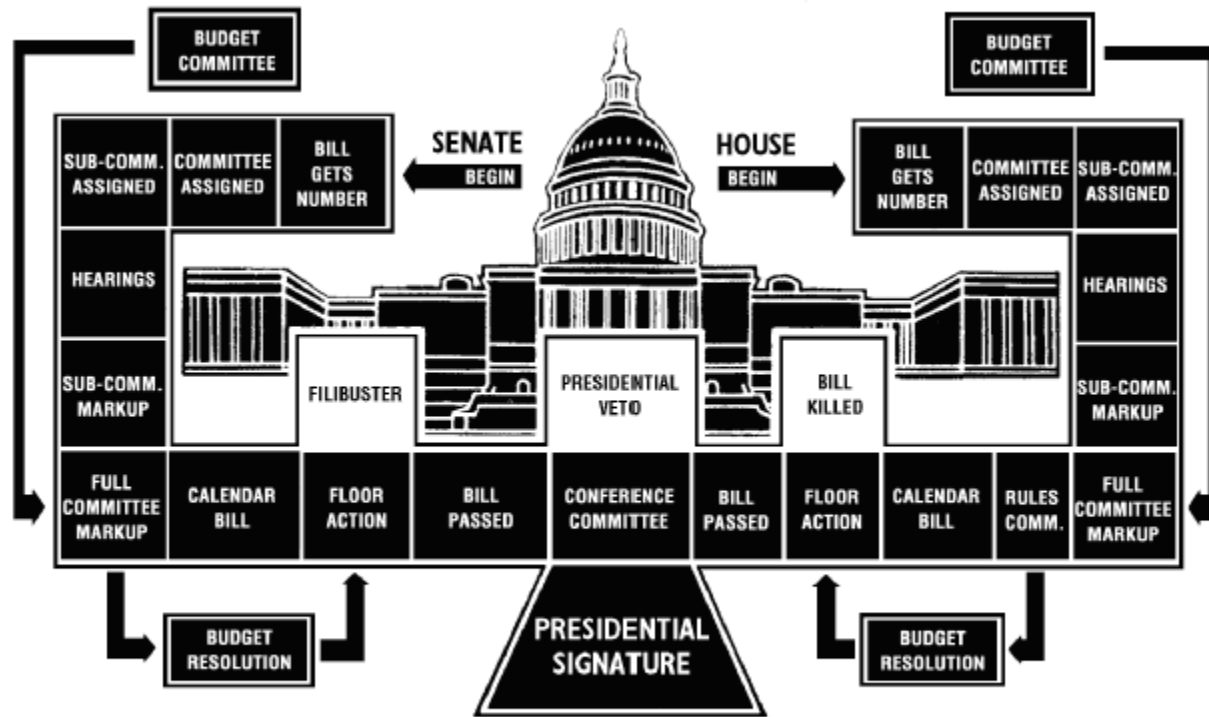 BUDGET
COMMITTEE
BUDGET
COMMITTEE
SUB-COMM.
ASSIGNED
COMMITTEE
ASSIGNED
BILL
GETS
NUMBER
SENATE
BEGIN
HOUSE
BEGIN
BILL
GETS
NUMBER
COMMITTEE
ASSIGNED
SUB-COMM.
ASSIGNED
HEARINGS
HEARINGS
SUB-COMM.
MARKUP
FILIBUSTER
PRESIDENTIAL
VETO
BILL
KILLED
SUB-COMM.
MARKUP
FULL
COMMITTEE
MARKUP
CALENDAR
BILL
FLOOR
ACTION
BILL
PASSED
CONFERENCE
COMMITTEE
BILL
PASSED
FLOOR
ACTION
CALENDAR
BILL
RULES
COMM.
FULL
COMMITTEE
MARKUP
BUDGET
RESOLUTION
PRESIDENTIAL
SIGNATURE
BUDGET
RESOLUTION